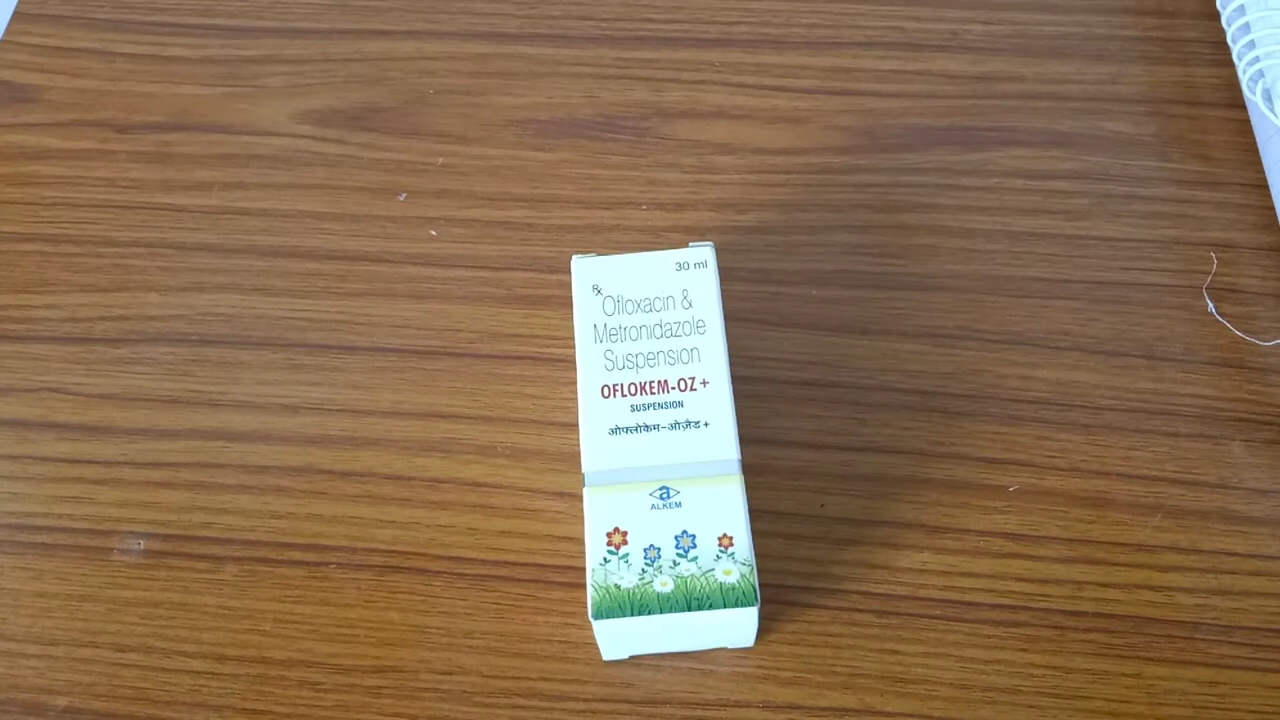 30 ml
Rx
Ofloxacin &
Metronidazole
Suspension
OFLOKEM-OZ+
SUSPENSION
ओफ्लोकेम-ओज़ैड +
a
ALKEM